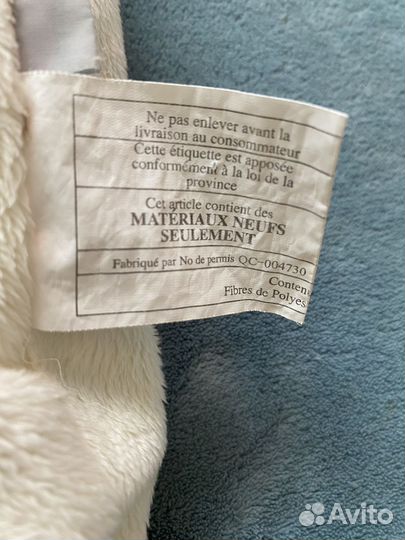 Ne pas enlever avant la
livraison au consommateur
Cette étiquette est apposée
conformément à la loi de la
province
Cet article contient des
MATÉRIAUX NEUFS
SEULEMENT
Fabriqué par No de permis QC-004730
Conten
Fibres de Polyes
Avito